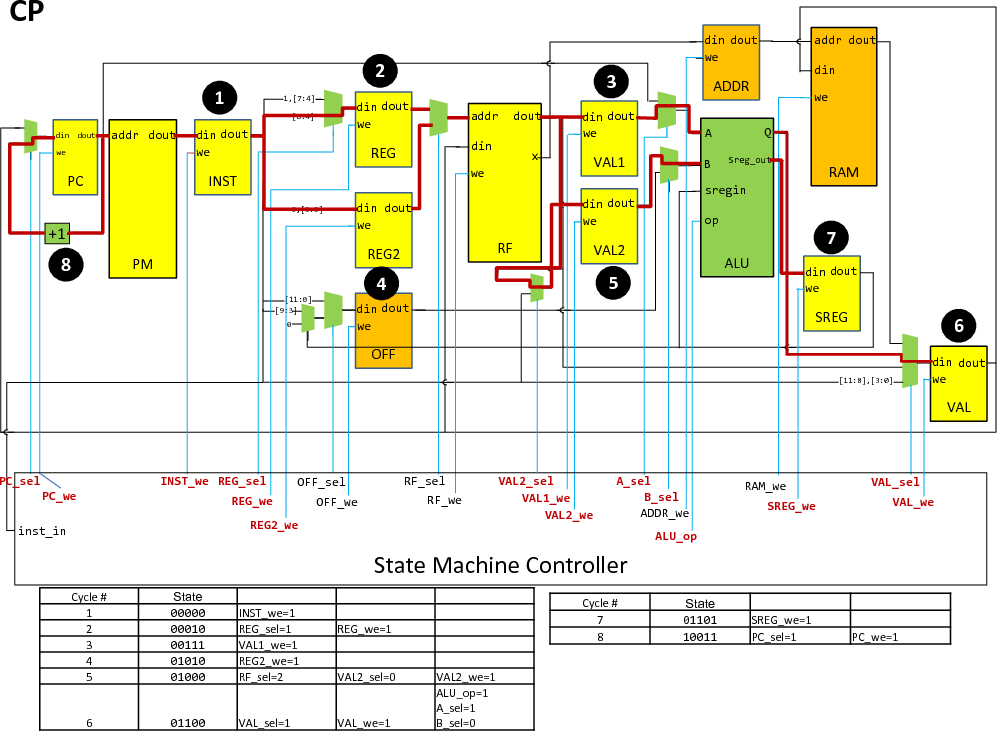 CP
1
2
3
4
5
6
7
8
din dout
we
PC
+1
addr dout
PM
din dout
we
INST
1,[7:4]
din dout
we
REG
din dout
we
REG2
[11:0]
0
din dout
we
OFF
addr dout
din
we
x
RF
din dout
we
VAL1
din dout
we
VAL2
din dout
we
ADDR
A
B
Q
Sreg_out
sregin
op
ALU
addr dout
din
we
RAM
din dout
we
SREG
[11:8],[3:0]
din dout
we
VAL
PC_sel
PC_we
INST_we
REG_sel
REG_we
REG2_we
OFF_sel
OFF_we
RF_sel
RF_we
VAL2_sel
VAL1_we
VAL2_we
A_sel
B_sel
ADDR_we
ALU_op
RAM_we
SREG_we
VAL_sel
VAL_we
inst_in
State Machine Controller
Cycle # State
1 00000 INST_we=1
2 00010 REG_sel=1 REG_we=1
3 00111 VAL1_we=1
4 01010 REG2_we=1
5 01000 RF_sel=2 VAL2_sel=0 VAL2_we=1
ALU_op=1
A_sel=1
6 01100 VAL_sel=1 VAL_we=1 B_sel=0
Cycle # State
7 01101 SREG_we=1
8 10011 PC_sel=1 PC_we=1